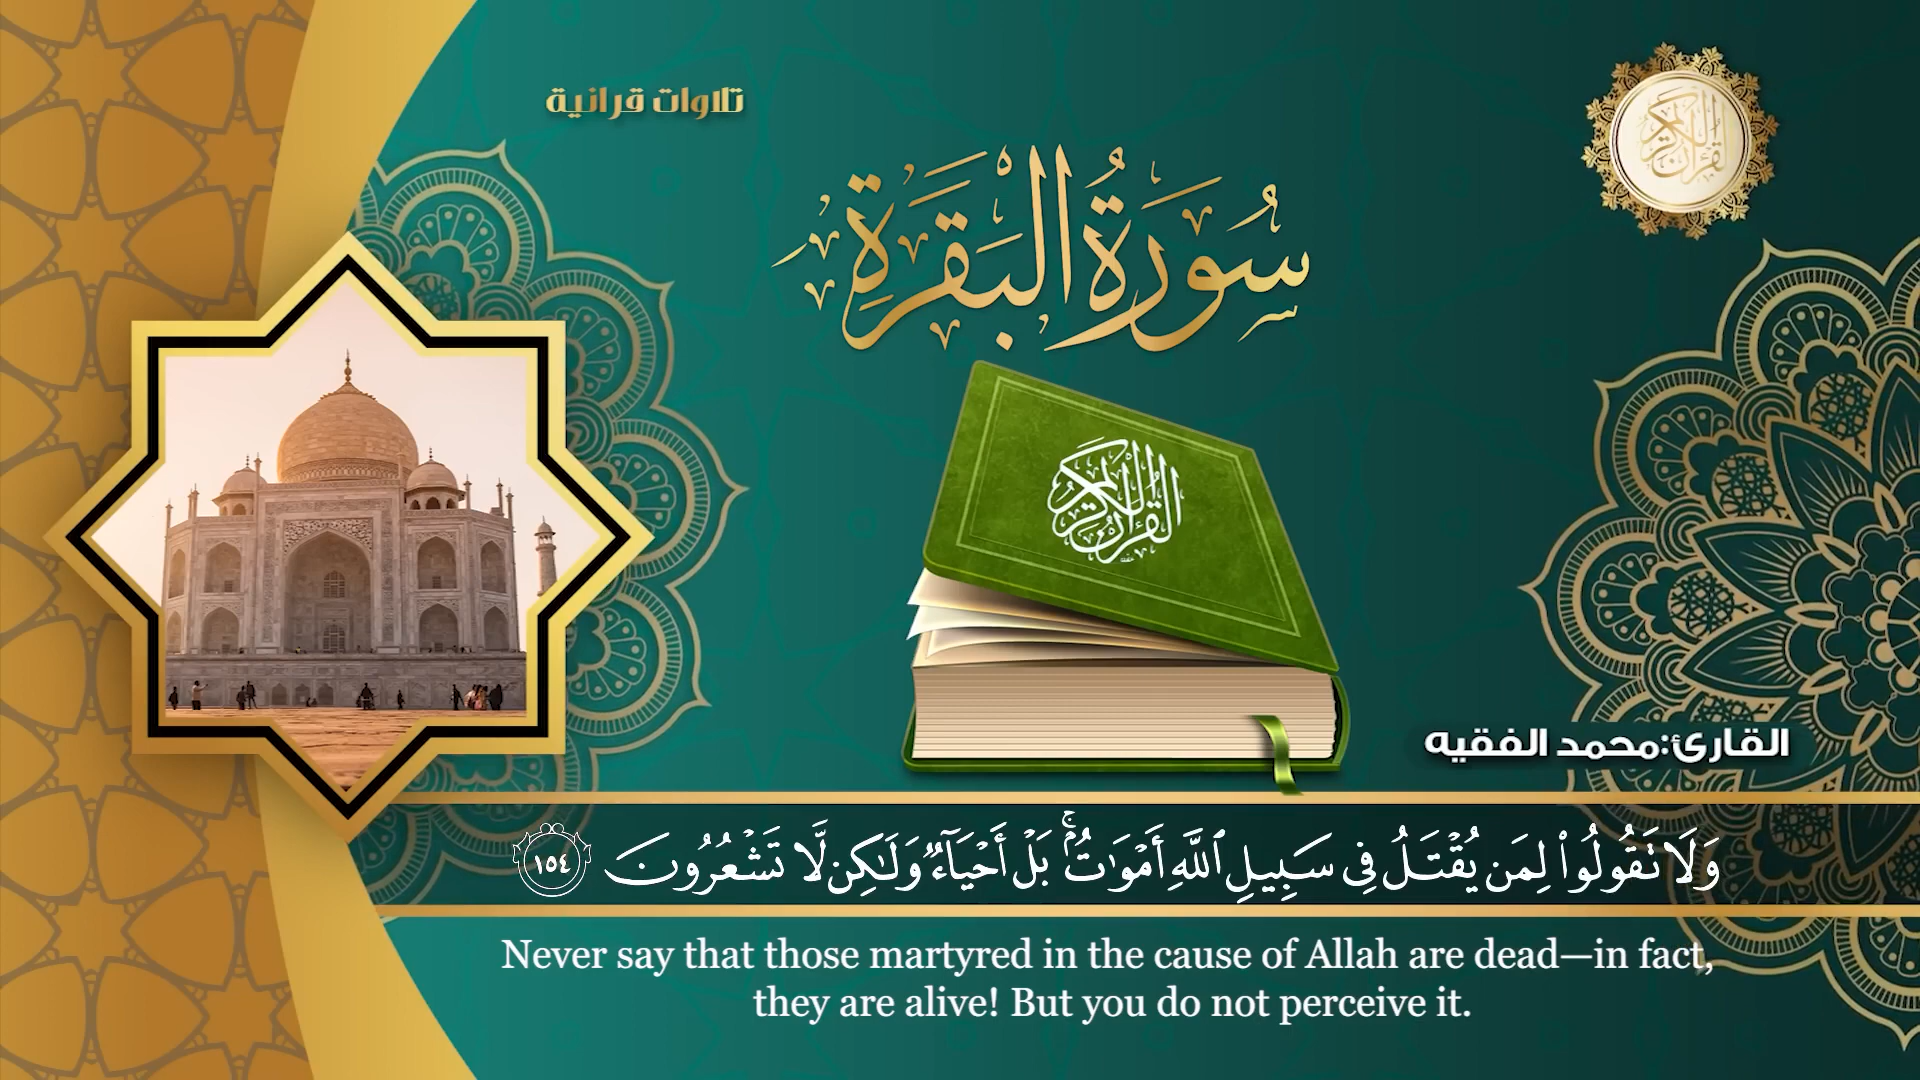 تلاوات قرانية
سُورَةُ البَقَرَةِ
القرآن الكريم
القرآن الكريم
القارئ:محمد الفقيه
وَلَا تَقُولُواْ لِمَن يُقۡتَلُ فِي سَبِيلِ ٱللَّهِ أَمۡوَٰتُۢۚ بَلۡ أَحۡيَآءٞ وَلَٰكِن لَّا تَشۡعُرُونَ ١٥٤
Never say that those martyred in the cause of Allah are dead—in fact,
they are alive! But you do not perceive it.